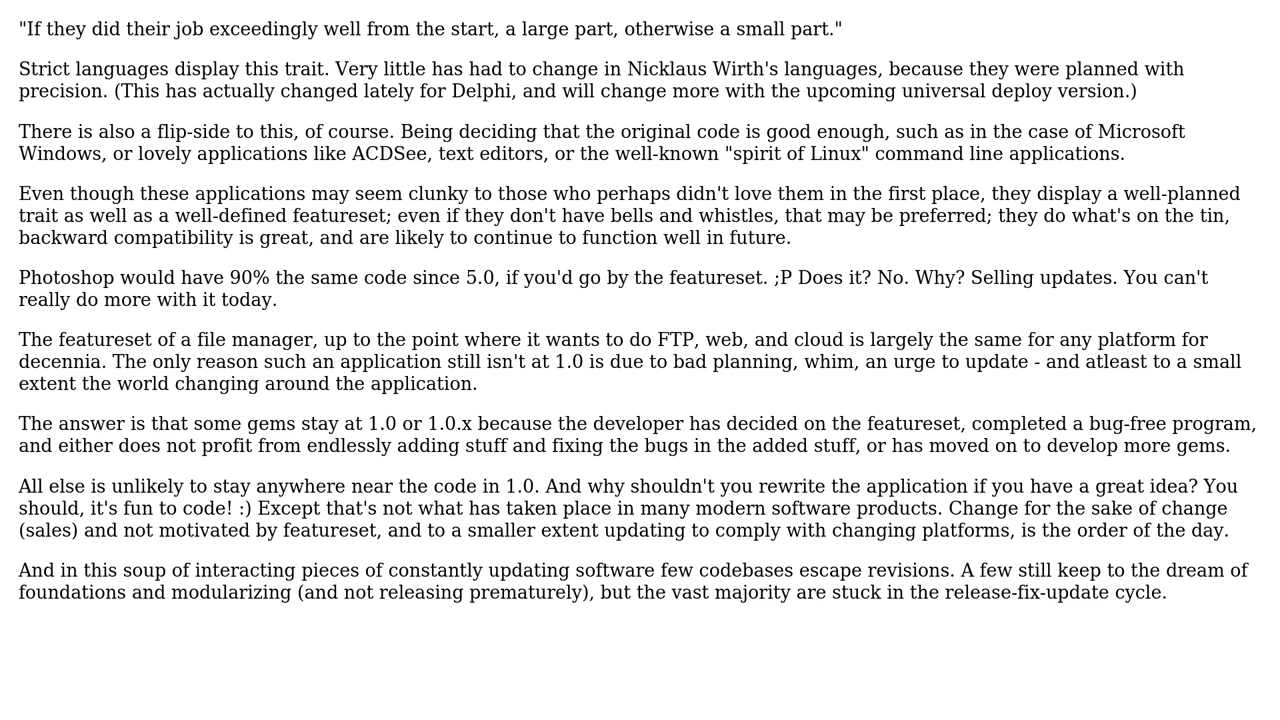 "If they did their job exceedingly well from the start, a large part, otherwise a small part."
Strict languages display this trait. Very little has had to change in Nicklaus Wirth's languages, because they were planned with
precision. (This has actually changed lately for Delphi, and will change more with the upcoming universal deploy version.)
There is also a flip-side to this, of course. Being deciding that the original code is good enough, such as in the case of Microsoft
Windows, or lovely applications like ACDSee, text editors, or the well-known "spirit of Linux" command line applications.
Even though these applications may seem clunky to those who perhaps didn't love them in the first place, they display a well-planned
trait as well as a well-defined featureset; even if they don't have bells and whistles, that may be preferred; they do what's on the tin,
backward compatibility is great, and are likely to continue to function well in future.
Photoshop would have 90% the same code since 5.0, if you'd go by the featureset. ;P Does it? No. Why? Selling updates. You can't
really do more with it today.
The featureset of a file manager, up to the point where it wants to do FTP, web, and cloud is largely the same for any platform for
decennia. The only reason such an application still isn't at 1.0 is due to bad planning, whim, an urge to update - and atleast to a small
extent the world changing around the application.
The answer is that some gems stay at 1.0 or 1.0.x because the developer has decided on the featureset, completed a bug-free program,
and either does not profit from endlessly adding stuff and fixing the bugs in the added stuff, or has moved on to develop more gems.
All else is unlikely to stay anywhere near the code in 1.0. And why shouldn't you rewrite the application if you have a great idea? You
should, it's fun to code! :) Except that's not what has taken place in many modern software products. Change for the sake of change
(sales) and not motivated by featureset, and to a smaller extent updating to comply with changing platforms, is the order of the day.
And in this soup of interacting pieces of constantly updating software few codebases escape revisions. A few still keep to the dream of
foundations and modularizing (and not releasing prematurely), but the vast majority are stuck in the release-fix-update cycle.